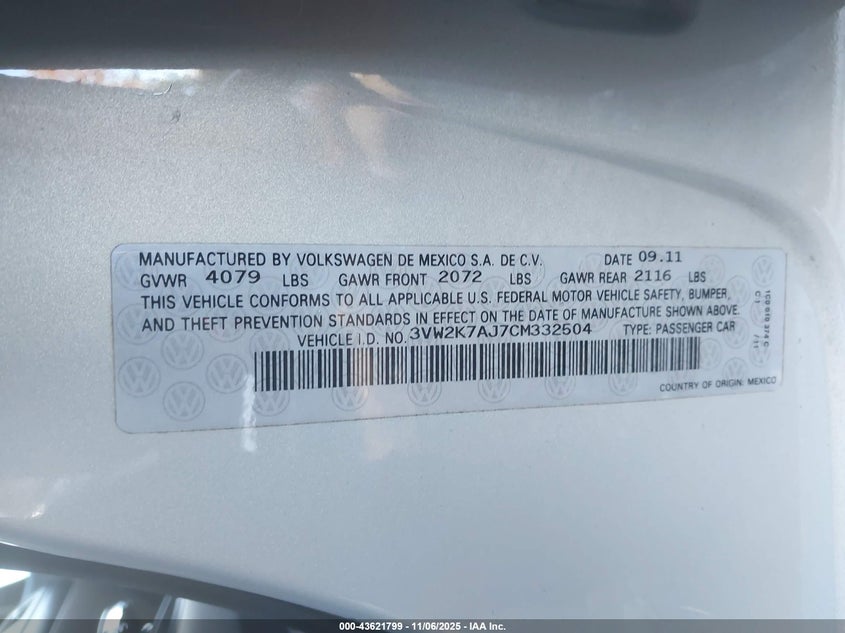 MANUFACTURED BY VOLKSWAGEN DE MEXICO S.A. DE C.V. DATE 09.11
GVWR 4079 LBS GAWR FRONT 2072 LBS GAWR REAR 2116 LBS
THIS VEHICLE CONFORMS TO ALL APPLICABLE U.S. FEDERAL MOTOR VEHICLE SAFETY, BUMPER,
AND THEFT PREVENTION STANDARDS IN EFFECT ON THE DATE OF MANUFACTURE SHOWN ABOVE.
VEHICLE I.D. NO. 3VW2K7AJ7CM332504 TYPE: PASSENGER CAR
COUNTRY OF ORIGIN: MEXICO
1C0 010 374 C
000-43621799 - 11/06/2025 - IAA Inc.